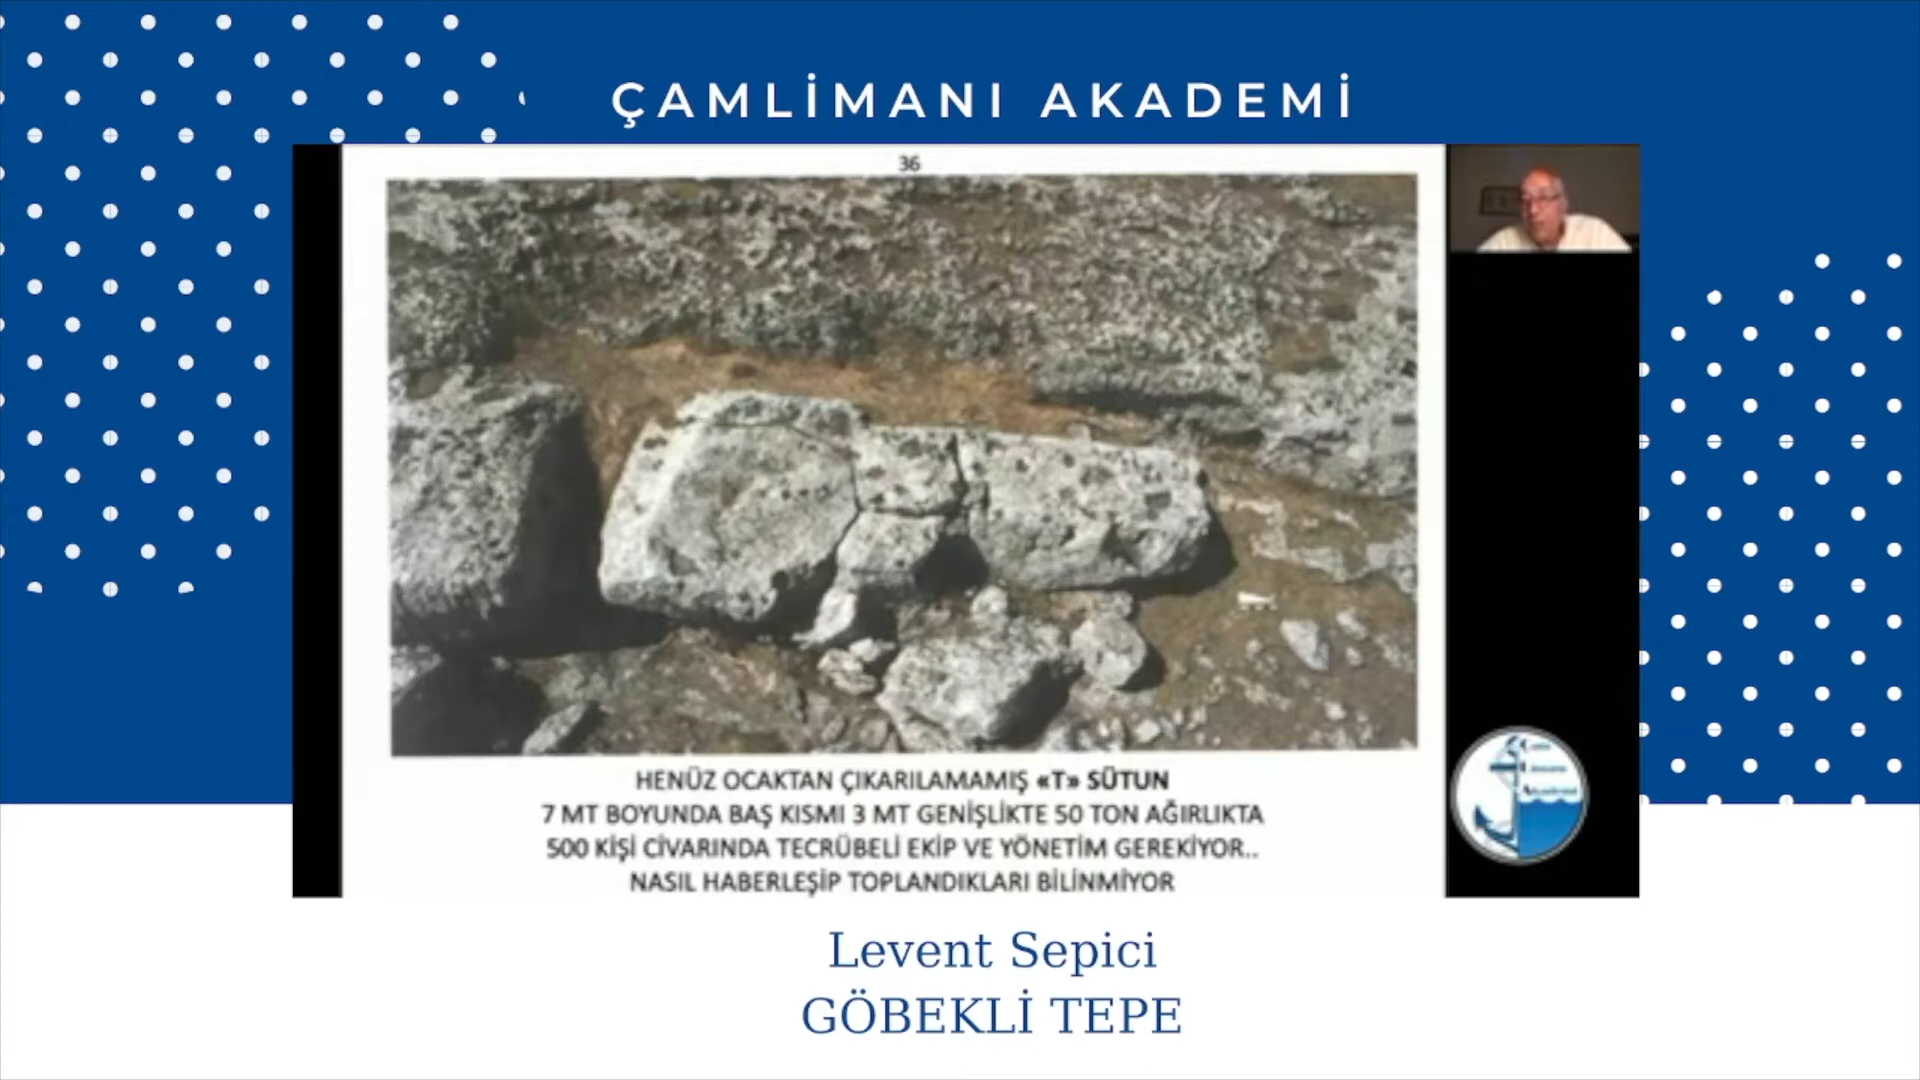 ÇAMLİMANI AKADEMİ
36
HENÜZ OCAKTAN ÇIKARILAMAMIŞ «T» SÜTUN
7 MT BOYUNDA BAŞ KISMI 3 MT GENİŞLİKTE 50 TON AĞIRLIKTA
500 KİŞİ CİVARINDA TECRÜBELİ EKİP VE YÖNETİM GEREKİYOR..
NASIL HABERLEŞİP TOPLANDIKLARI BİLİNMİYOR
Levent Sepici
GÖBEKLİ TEPE